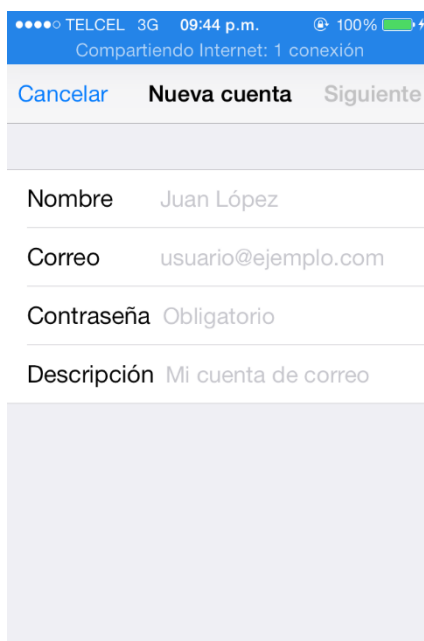 TELCEL 3G 09:44 p.m. 100%
Compartiendo Internet: 1 conexión
Cancelar Nueva cuenta Siguiente
Nombre Juan López
Correo usuario@ejemplo.com
Contraseña Obligatorio
Descripción Mi cuenta de correo